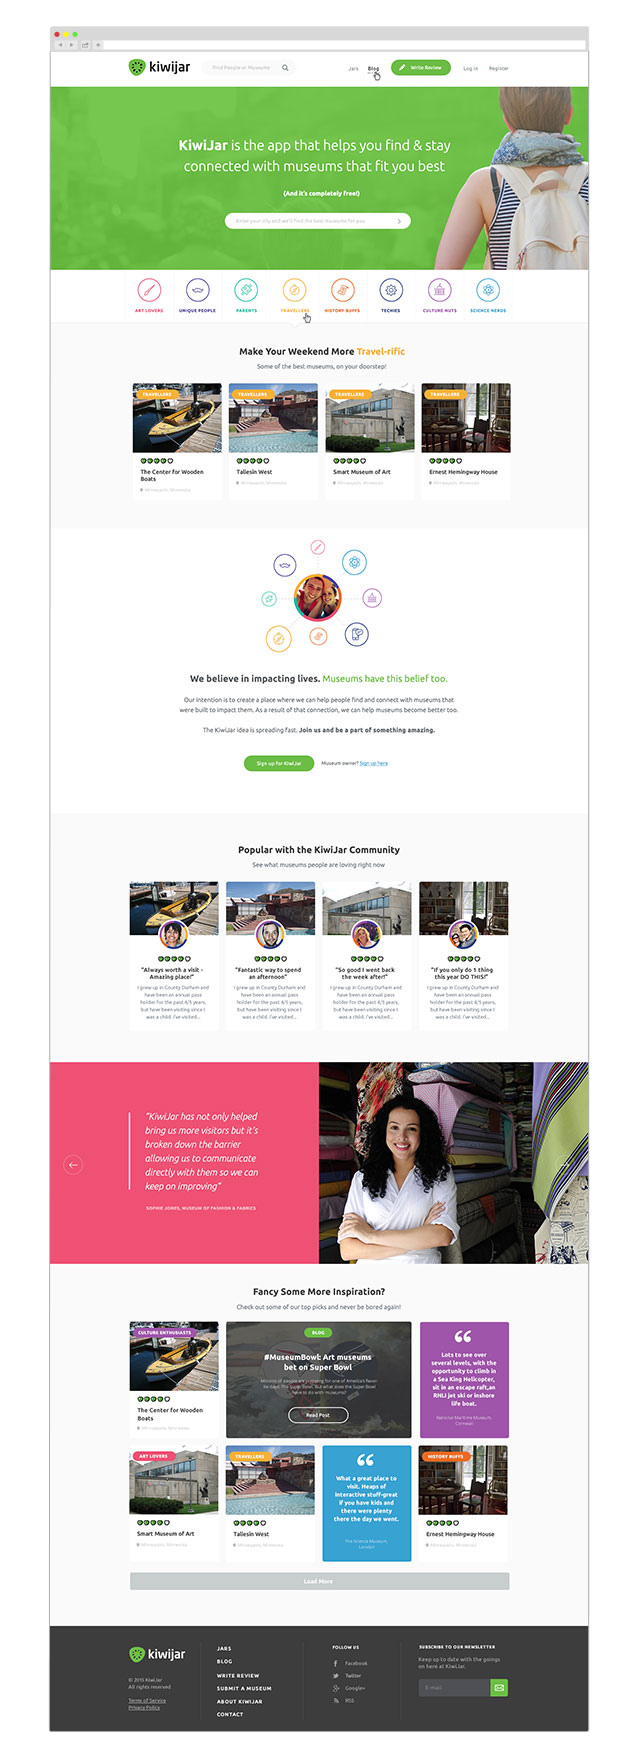 kiwijar
Find People or Museums
Jars
Blog
Write Review
Log in
Register
KiwiJar is the app that helps you find & stay
connected with museums that fit you best
(And it's completely free!)
Enter your city and we'll find the best museums for you
ART LOVERS
UNIQUE PEOPLE
PARENTS
TRAVELLERS
HISTORY BUFFS
TECHIES
CULTURE NUTS
SCIENCE NERDS
Make Your Weekend More Travel-rific
Some of the best museums, on your doorstep!
TRAVELLERS
The Center for Wooden
Boats
Minneapolis, Minnesota
TRAVELLERS
Taliesin West
Minneapolis, Minnesota
TRAVELLERS
Smart Museum of Art
Minneapolis, Minnesota
TRAVELLERS
Ernest Hemingway House
Minneapolis, Minnesota
We believe in impacting lives. Museums have this belief too.
Our intention is to create a place where we can help people find and connect with museums that
were built to impact them. As a result of that connection, we can help museums become better too.
The KiwiJar idea is spreading fast. Join us and be a part of something amazing.
Sign up for KiwiJar
Museum owner? Sign up here
Popular with the KiwiJar Community
See what museums people are loving right now
"Always worth a visit -
Amazing place!"
I grew up in County Durham and
have been an annual pass
holder for the past 4/5 years,
but have been visiting since I
was a child. I've visited...
"Fantastic way to spend
an afternoon"
I grew up in County Durham and
have been an annual pass
holder for the past 4/5 years,
but have been visiting since I
was a child. I've visited...
"So good I went back
the week after!"
I grew up in County Durham and
have been an annual pass
holder for the past 4/5 years,
but have been visiting since I
was a child. I've visited...
"If you only do 1 thing
this year DO THIS!"
I grew up in County Durham and
have been an annual pass
holder for the past 4/5 years,
but have been visiting since I
was a child. I've visited...
"KiwiJar has not only helped
bring us more visitors but it's
broken down the barrier
allowing us to communicate
directly with them so we can
keep on improving"
SOPHIE JONES, MUSEUM OF FASHION & FABRICS
Fancy Some More Inspiration?
Check out some of our top picks and never be bored again!
CULTURE ENTHUSIASTS
The Center for Wooden
Boats
Minneapolis, Minnesota
BLOG
#MuseumBowl: Art museums
bet on Super Bowl
Millions of people are prepping for one of America's flaver
ite days: The Super Bowl. But what does the Super Bowl
have to do with museums?
Read Post
Lots to see over
several levels, with the
opportunity to climb in
a Sea King Helicopter,
sit in an escape raft,an
RNLI jet ski or inshore
life boat.
National Maritime Museum,
Cornwall
ART LOVERS
Smart Museum of Art
Minneapolis, Minnesota
TRAVELLERS
Taliesin West
Minneapolis, Minnesota
What a great place to
visit. Heaps of
interactive stuff-great
if you have kids and
there were plenty
there the day we went.
The Science Museum,
London
HISTORY BUFFS
Ernest Hemingway House
Minneapolis, Minnesota
Load More
kiwijar
© 2015 KiwiJar
All rights reserved
Terms of Service
Privacy Policy
JARS
BLOG
WRITE REVIEW
SUBMIT A MUSEUM
ABOUT KIWIJAR
CONTACT
FOLLOW US
Facebook
Twitter
Google+
RSS
SUBSCRIBE TO OUR NEWSLETTER
Keep up to date with the goings
on here at KiwiJar.
E-mail